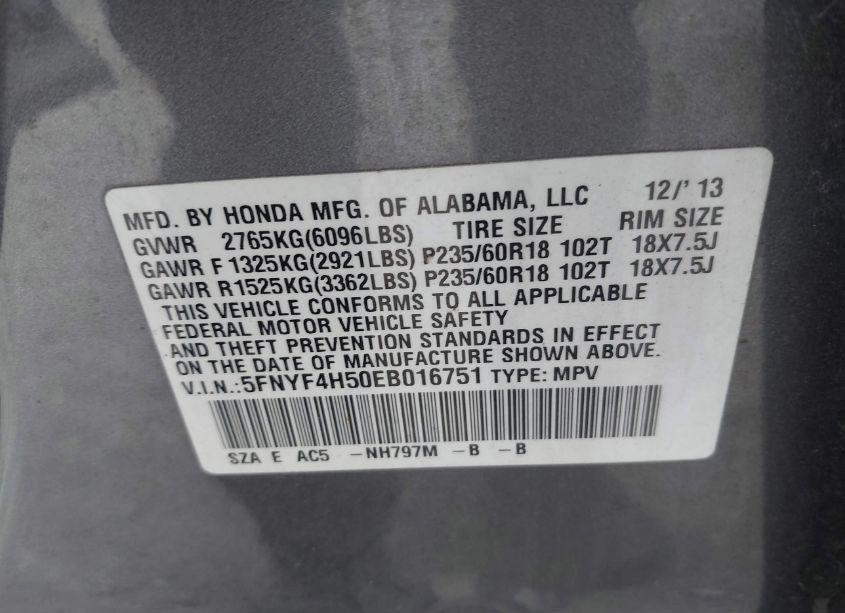 MFD. BY HONDA MFG. OF ALABAMA, LLC 12/' 13
GVWR 2765KG(6096LBS) TIRE SIZE RIM SIZE
GAWR F 1325KG(2921LBS) P235/60R18 102T 18X7.5J
GAWR R1525KG(3362LBS) P235/60R18 102T 18X7.5J
THIS VEHICLE CONFORMS TO ALL APPLICABLE
FEDERAL MOTOR VEHICLE SAFETY
AND THEFT PREVENTION STANDARDS IN EFFECT
ON THE DATE OF MANUFACTURE SHOWN ABOVE.
V.I.N.:5FNYF4H50EB016751 TYPE: MPV
SZA E AC5 -NH797M -B -B